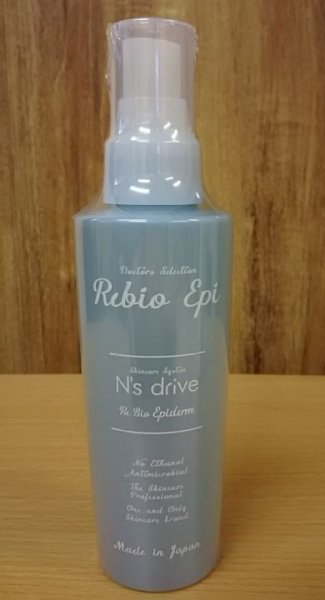 Doctors Selection
Rebio Epi
Skincare System
N's drive
Re Bio Epiderm
No Ethanol
Antimicrobial
The Skincare
Professional
One and Only
Skincare brand
Made in Japan